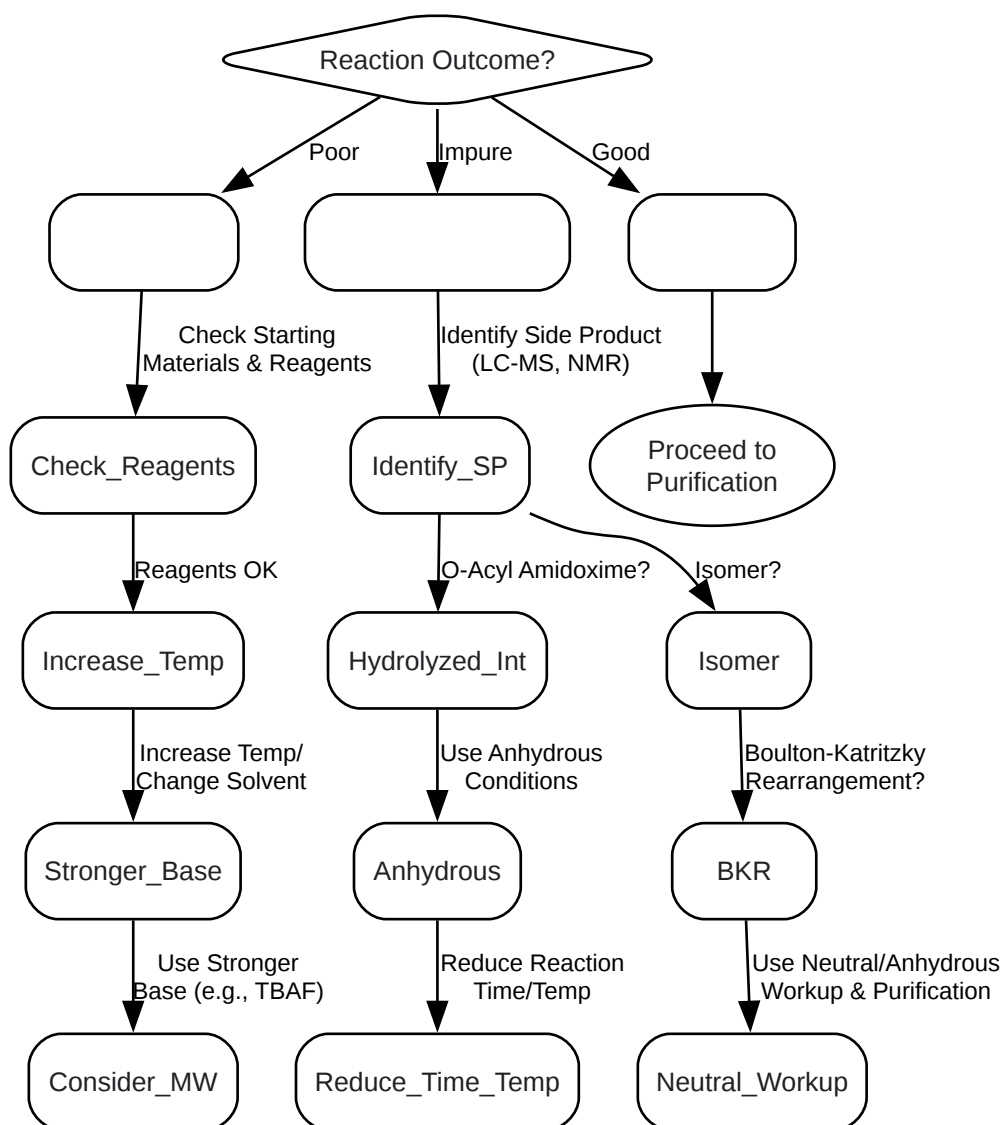 Reaction Outcome?
Poor
Impure
Good
Check Starting
Materials & Reagents
Identify Side Product
(LC-MS, NMR)
Check_Reagents
Identify_SP
Proceed to
Purification
Reagents OK
O-Acyl Amidoxime?
Isomer?
Increase_Temp
Hydrolyzed_Int
Isomer
Increase Temp/
Change Solvent
Use Anhydrous
Conditions
Boulton-Katritzky
Rearrangement?
Stronger_Base
Anhydrous
BKR
Use Stronger
Base (e.g., TBAF)
Reduce Reaction
Time/Temp
Use Neutral/Anhydrous
Workup & Purification
Consider_MW
Reduce_Time_Temp
Neutral_Workup